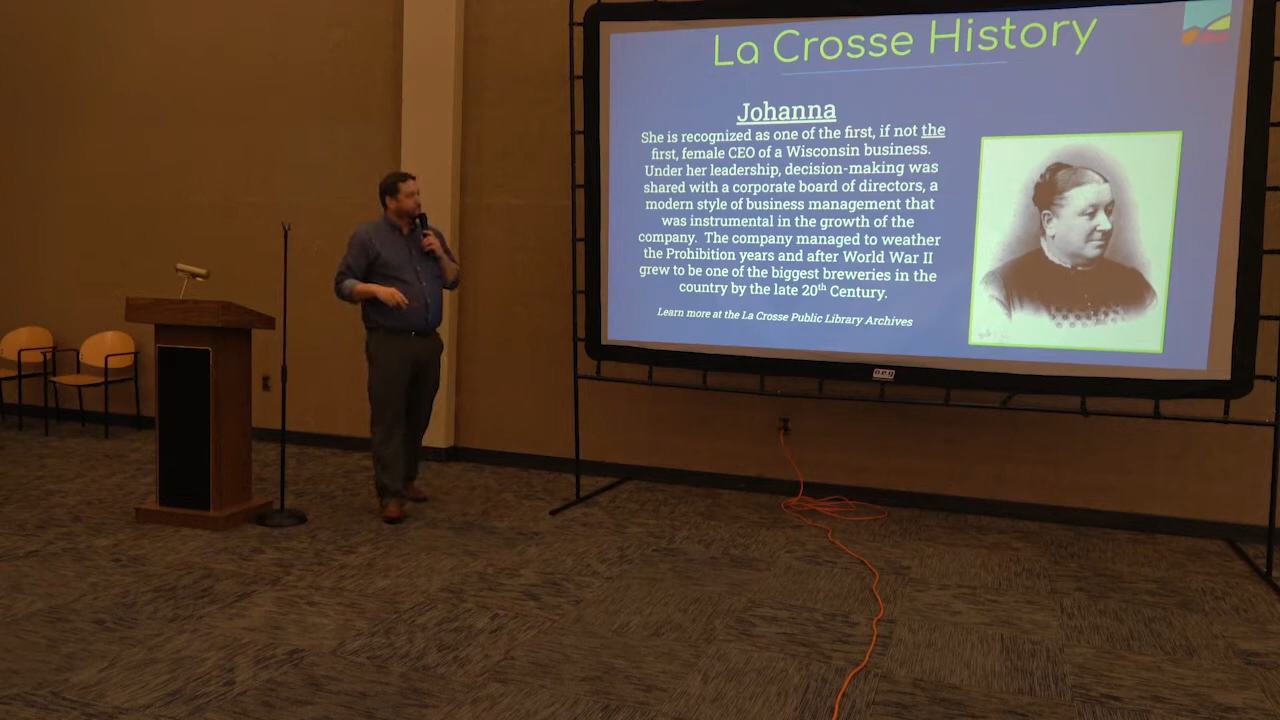 La Crosse History
Johanna
She is recognized as one of the first, if not the
first, female CEO of a Wisconsin business.
Under her leadership, decision-making was
shared with a corporate board of directors, a
modern style of business management that
was instrumental in the growth of the
company. The company managed to weather
the Prohibition years and after World War II
grew to be one of the biggest breweries in the
country by the late 20th Century.
Learn more at the La Crosse Public Library Archives